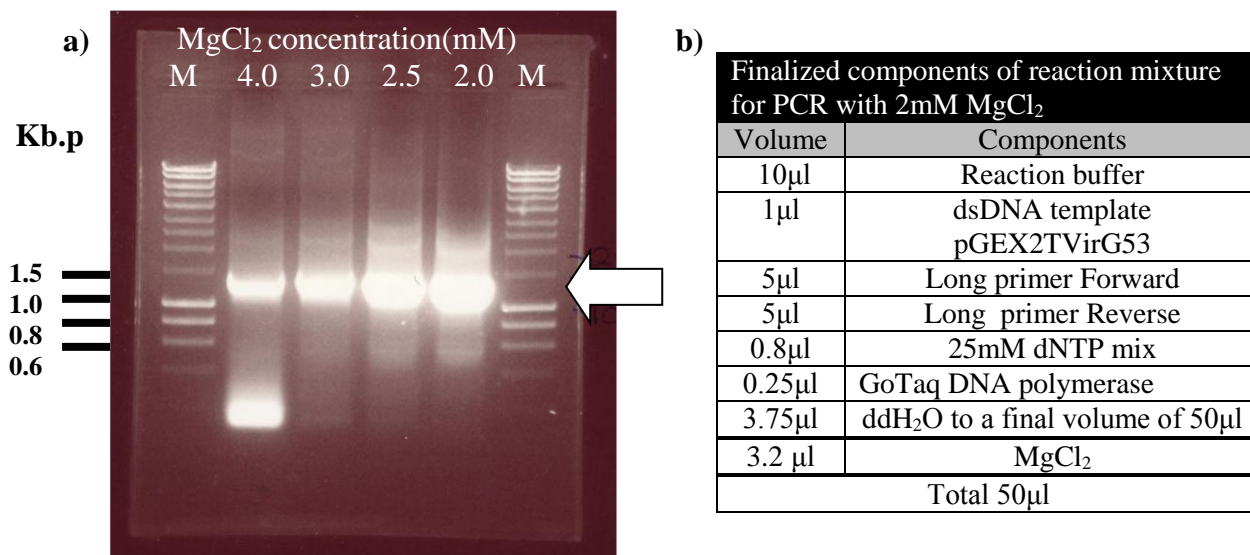 a)
MgCl₂ concentration(mM)
M 4.0 3.0 2.5 2.0 M
Kb.p
1.5
1.0
0.8
0.6
b)
Finalized components of reaction mixture
for PCR with 2mM MgCl₂
Volume Components
10μl Reaction buffer
1μl dsDNA template
pGEX2TVirG53
5μl Long primer Forward
5μl Long primer Reverse
0.8μl 25mM dNTP mix
0.25μl GoTaq DNA polymerase
3.75μl ddH₂O to a final volume of 50μl
3.2 μl MgCl₂
Total 50μl